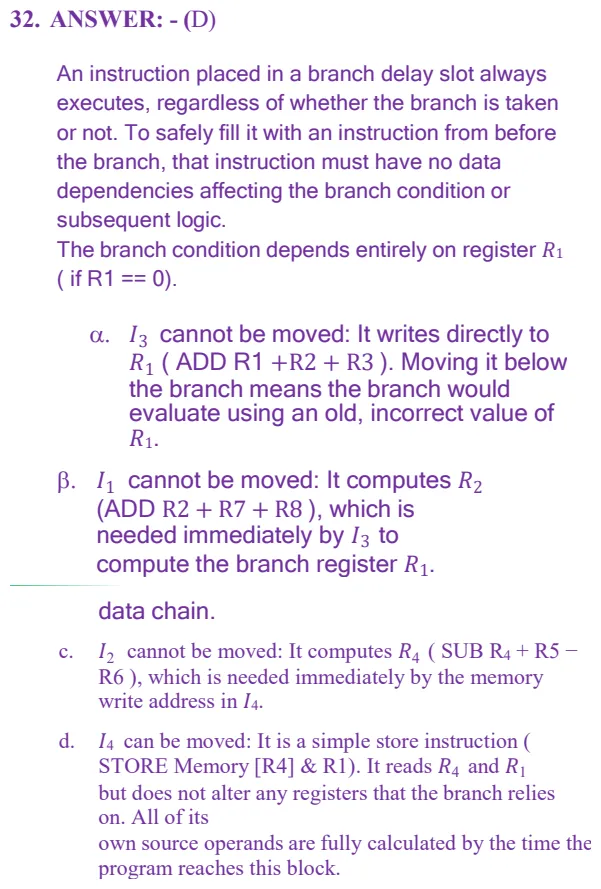 32. ANSWER: - (D)
An instruction placed in a branch delay slot always
executes, regardless of whether the branch is taken
or not. To safely fill it with an instruction from before
the branch, that instruction must have no data
dependencies affecting the branch condition or
subsequent logic.
The branch condition depends entirely on register R₁
( if R1 == 0).
α. I₃ cannot be moved: It writes directly to
R₁ ( ADD R1 +R2 + R3 ). Moving it below
the branch means the branch would
evaluate using an old, incorrect value of
R₁.
β. I₁ cannot be moved: It computes R₂
(ADD R2 + R7 + R8 ), which is
needed immediately by I₃ to
compute the branch register R₁.
data chain.
c. I₂ cannot be moved: It computes R₄ ( SUB R₄ + R5 −
R6 ), which is needed immediately by the memory
write address in I₄.
d. I₄ can be moved: It is a simple store instruction (
STORE Memory [R4] & R1). It reads R₄ and R₁
but does not alter any registers that the branch relies
on. All of its
own source operands are fully calculated by the time the
program reaches this block.